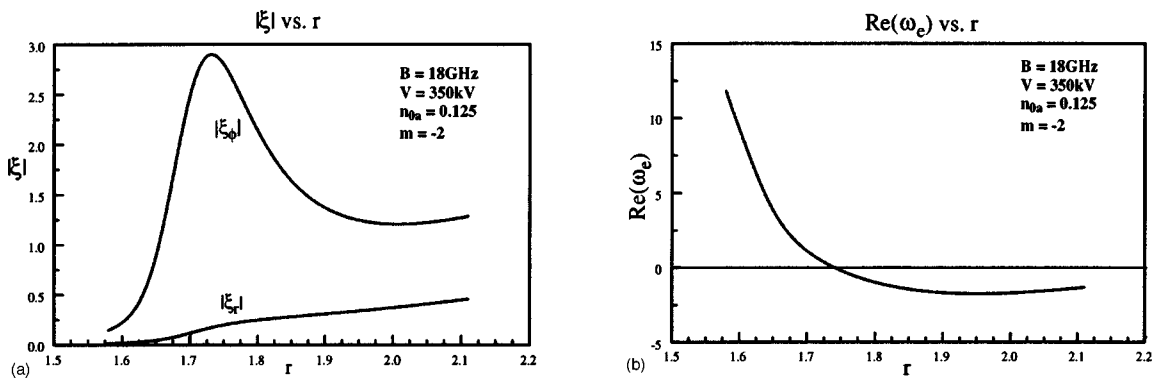 |ξ| vs. r
3.0
2.5
2.0
1.5
1.0
0.5
0.0
|ξ|
B = 18GHz
V = 350kV
n0a = 0.125
m = -2
|ξϕ|
|ξr|
1.5 1.6 1.7 1.8 1.9 2.0 2.1 2.2
r
(a)
Re(ωe) vs. r
15
10
5
0
-5
Re(ωe)
B = 18GHz
V = 350kV
n0a = 0.125
m = -2
1.5 1.6 1.7 1.8 1.9 2.0 2.1 2.2
r
(b)